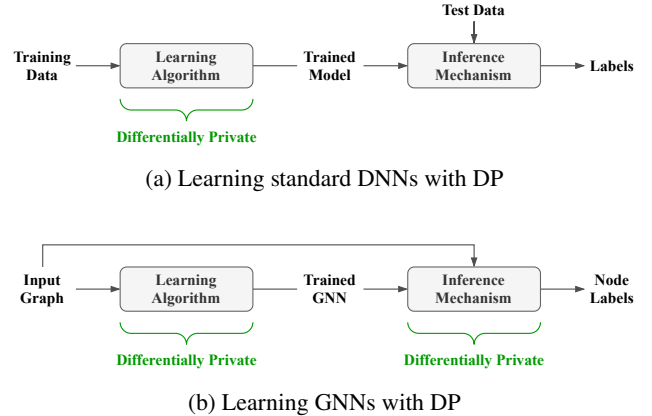 Test Data
Training
Data
Learning
Algorithm
Trained
Model
Inference
Mechanism
Labels
Differentially Private
(a) Learning standard DNNs with DP
Input
Graph
Learning
Algorithm
Trained
GNN
Inference
Mechanism
Node
Labels
Differentially Private
Differentially Private
(b) Learning GNNs with DP